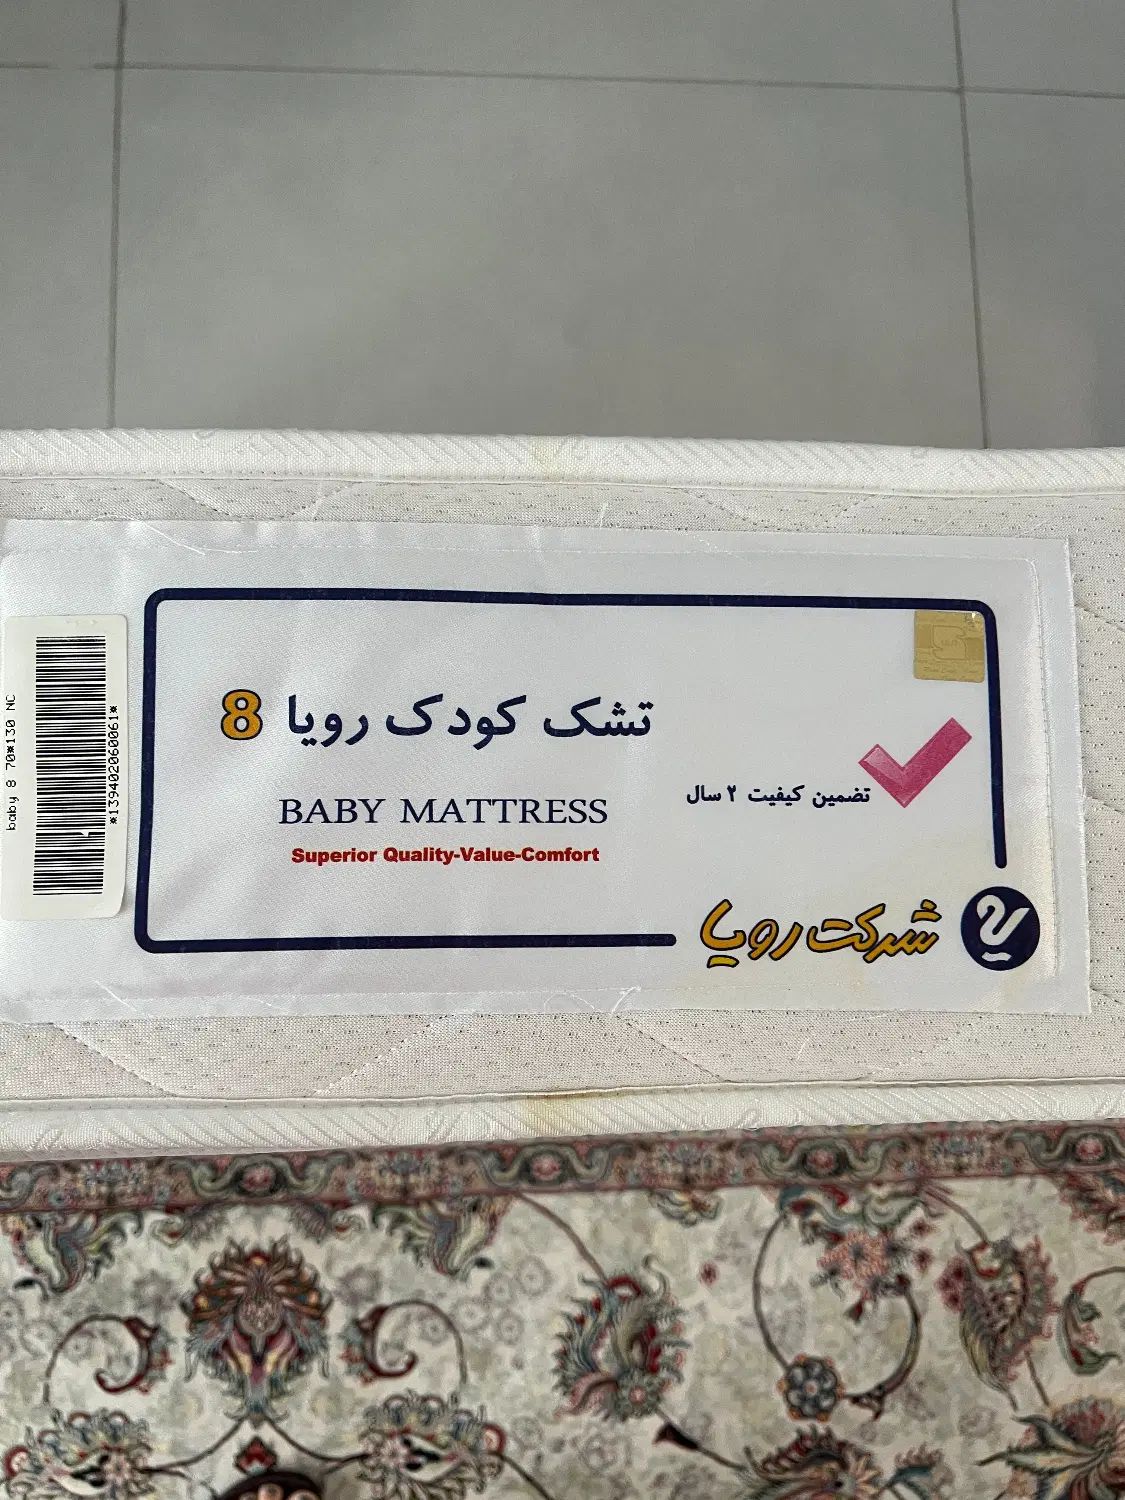 تشک کودک رویا 8
BABY MATTRESS
Superior Quality-Value-Comfort
تضمین کیفیت ۲ سال
شرکت رویا
baby 8 70*130 NC
*139402060061*